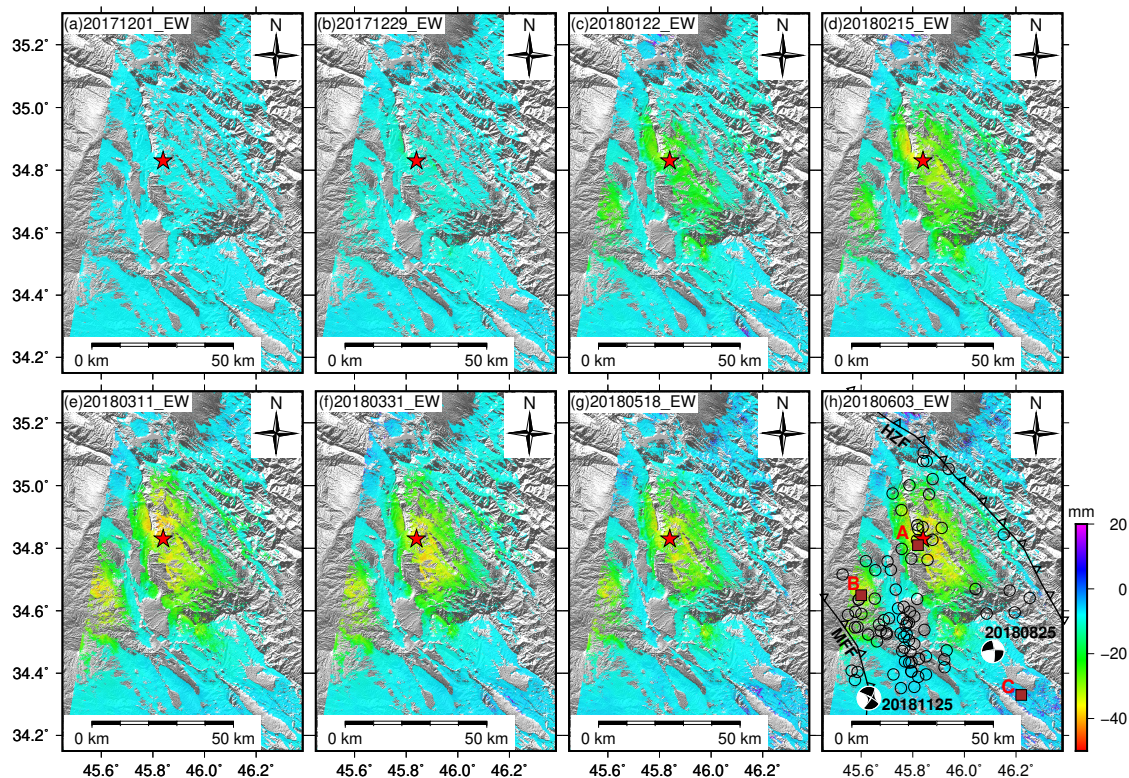 (a)20171201_EW
N
(b)20171229_EW
N
(c)20180122_EW
N
(d)20180215_EW
N
35.2°
35.0°
34.8°
34.6°
34.4°
34.2°
0 km 50 km
0 km 50 km
0 km 50 km
0 km 50 km
(e)20180311_EW
N
(f)20180331_EW
N
(g)20180518_EW
N
(h)20180603_EW
N
35.2°
35.0°
34.8°
34.6°
34.4°
34.2°
HZF
A
B
MFF
20180825
C
20181125
0 km 50 km
0 km 50 km
0 km 50 km
0 km 50 km
45.6° 45.8° 46.0° 46.2°
45.6° 45.8° 46.0° 46.2°
45.6° 45.8° 46.0° 46.2°
45.6° 45.8° 46.0° 46.2°
mm
20
0
−20
−40